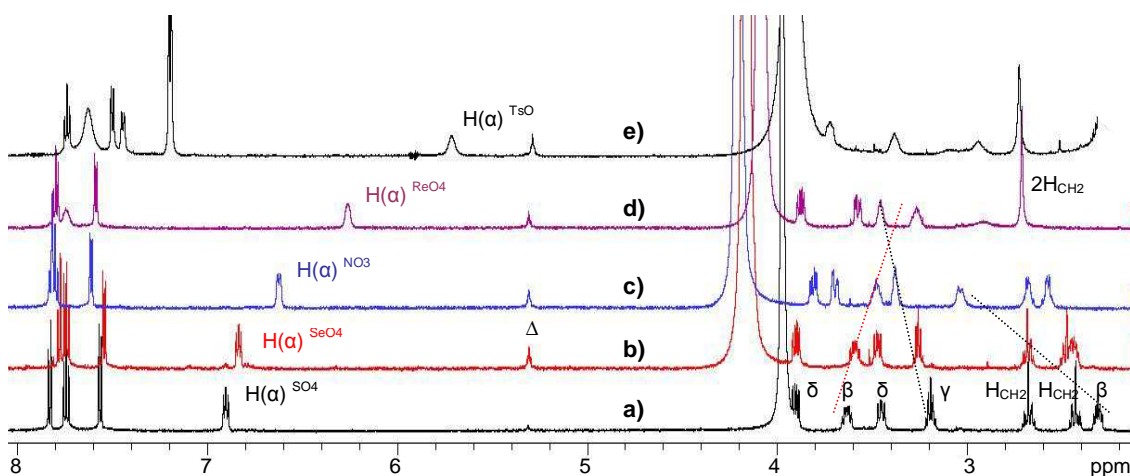 H(α) TsO
e)
2HCH2
H(α) ReO4
d)
H(α) NO3
c)
Δ
H(α) SeO4
b)
δ β δ γ HCH2 HCH2 β
H(α) SO4
a)
8 7 6 5 4 3 ppm